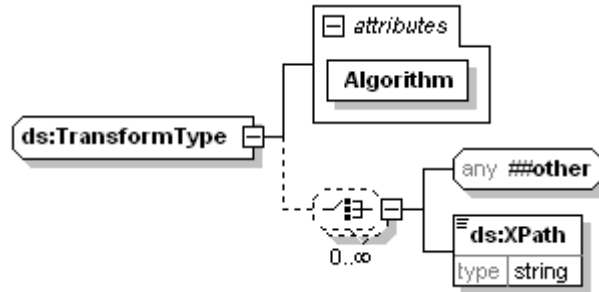 attributes
Algorithm
ds:TransformType
any ##other
0..∞
ds:XPath
type string